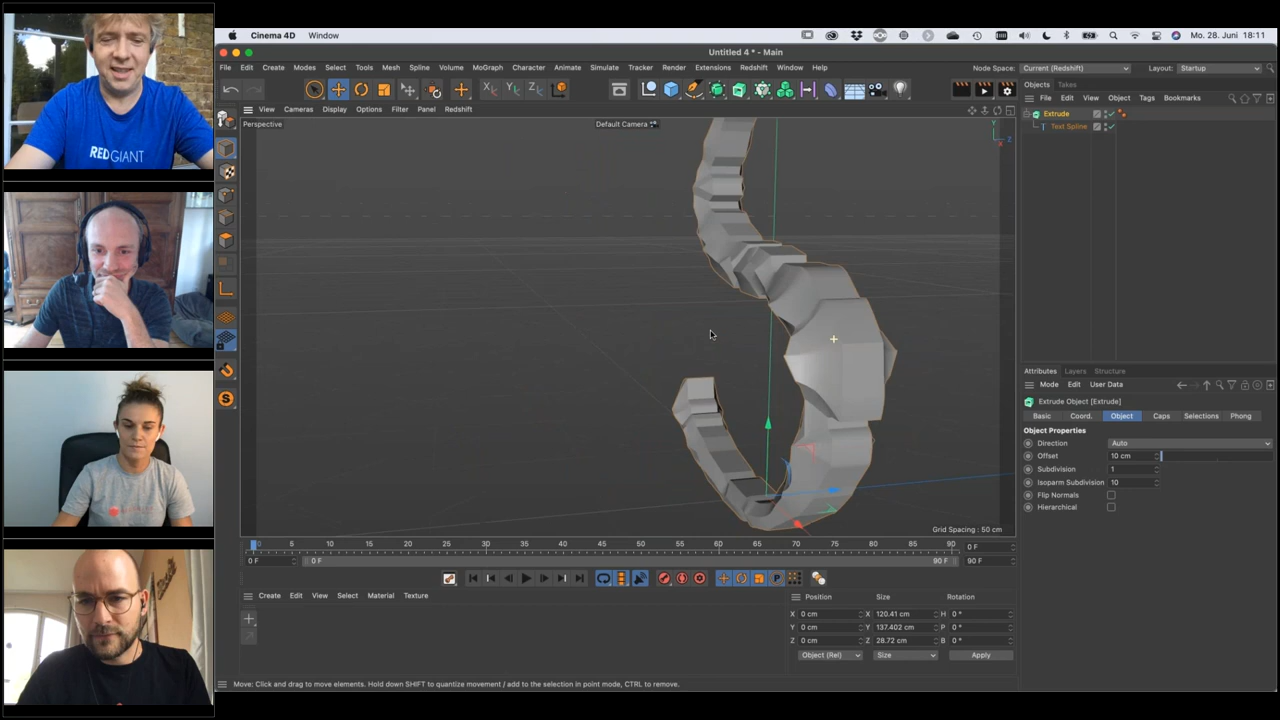 REDGIANT
Cinema 4D Window
Mo. 28. Juni 18:11
Untitled 4 * - Main
File Edit Create Modes Select Tools Mesh Spline Volume MoGraph Character Animate Simulate Tracker Render Extensions Redshift Window Help
Node Space: Current (Redshift) Layout: Startup
X Y Z
Objects Takes
File Edit View Object Tags Bookmarks
View Cameras Display Options Filter Panel Redshift
Extrude
Text Spline
Perspective
Default Camera
Y
X
Z
Grid Spacing : 50 cm
Attributes Layers Structure
Mode Edit User Data
Extrude Object [Extrude]
Basic Coord. Object Caps Selections Phong
Object Properties
Direction Auto
Offset 10 cm
Subdivision 1
Isoparm Subdivision 10
Flip Normals
Hierarchical
0 5 10 15 20 25 30 35 40 45 50 55 60 65 70 75 80 85 90
0 F
0 F 0 F 90 F 90 F
P
Create Edit View Select Material Texture
Position Size Rotation
X 0 cm X 120.41 cm H 0 °
Y 0 cm Y 137.402 cm P 0 °
Z 0 cm Z 28.72 cm B 0 °
Object (Rel) Size Apply
Move: Click and drag to move elements. Hold down SHIFT to quantize movement / add to the selection in point mode, CTRL to remove.